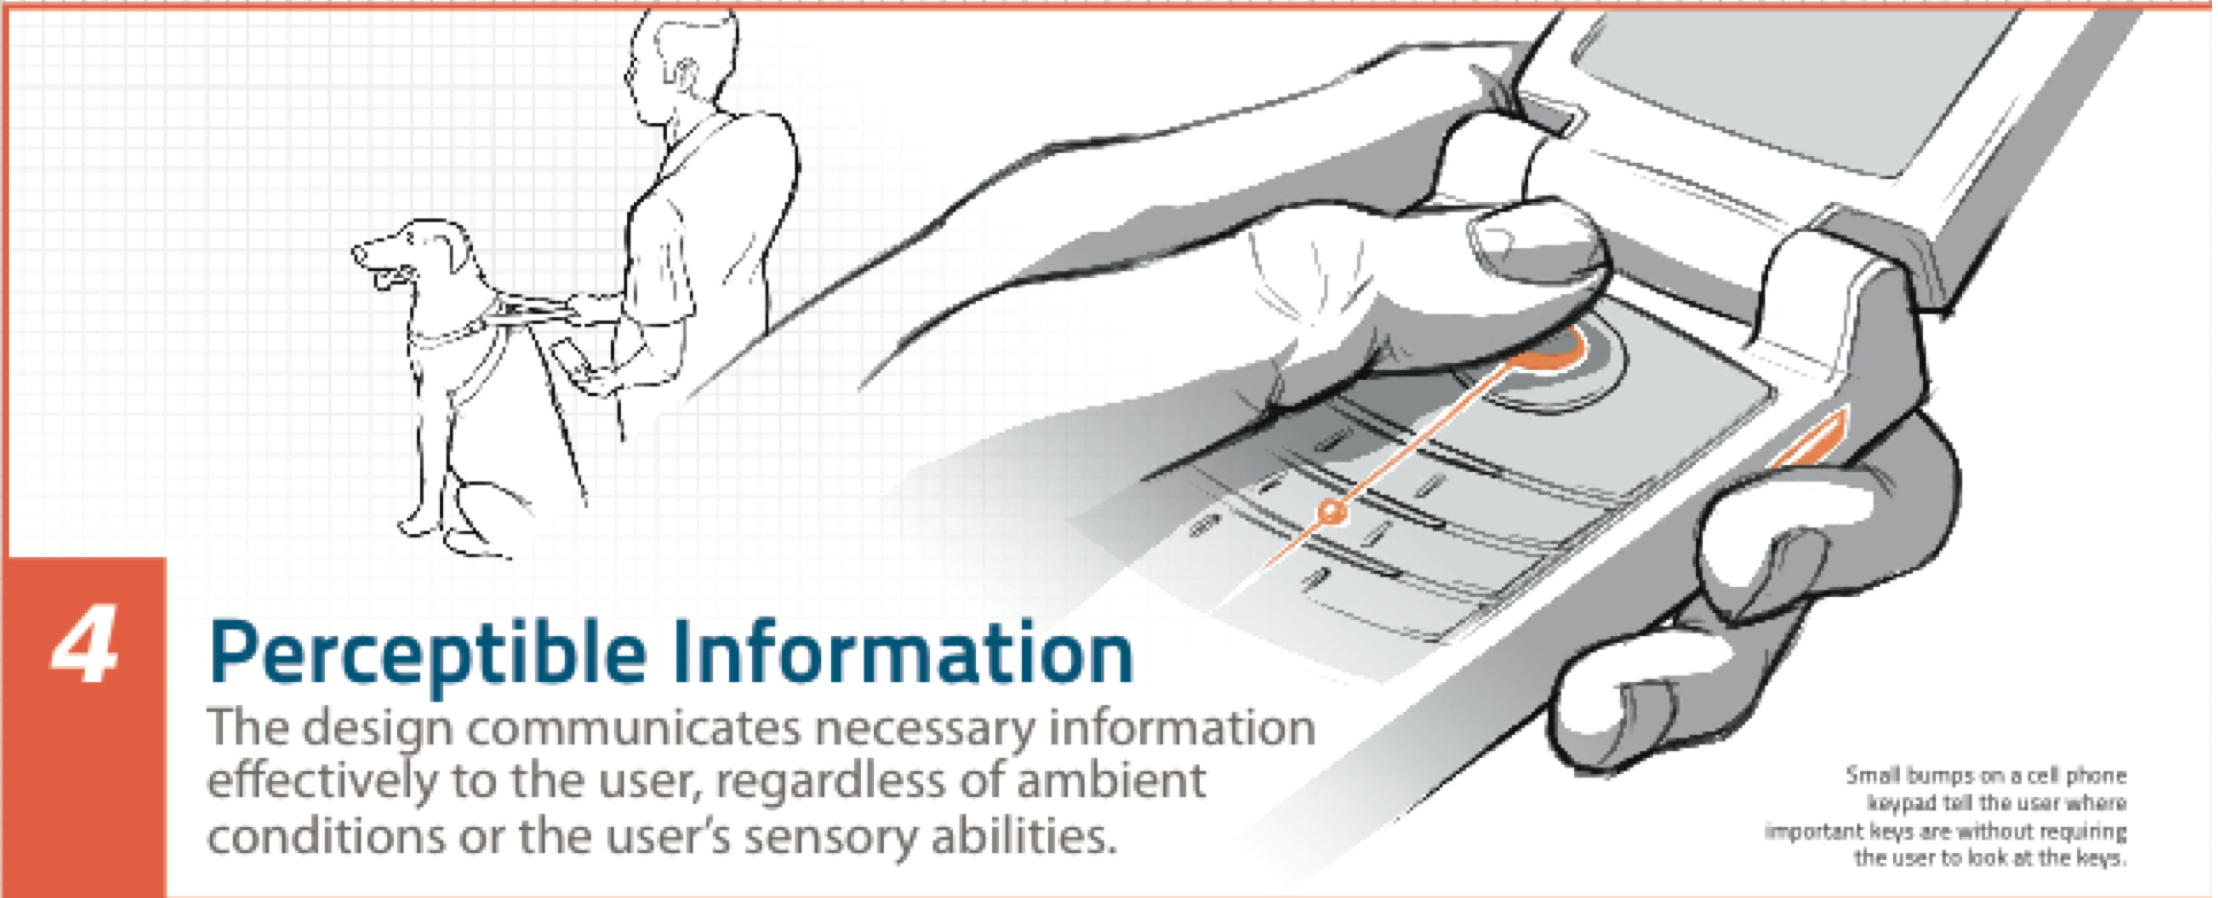 4
Perceptible Information
The design communicates necessary information
effectively to the user, regardless of ambient
conditions or the user's sensory abilities.
Small bumps on a cell phone
keypad tell the user where
important keys are without requiring
the user to look at the keys.